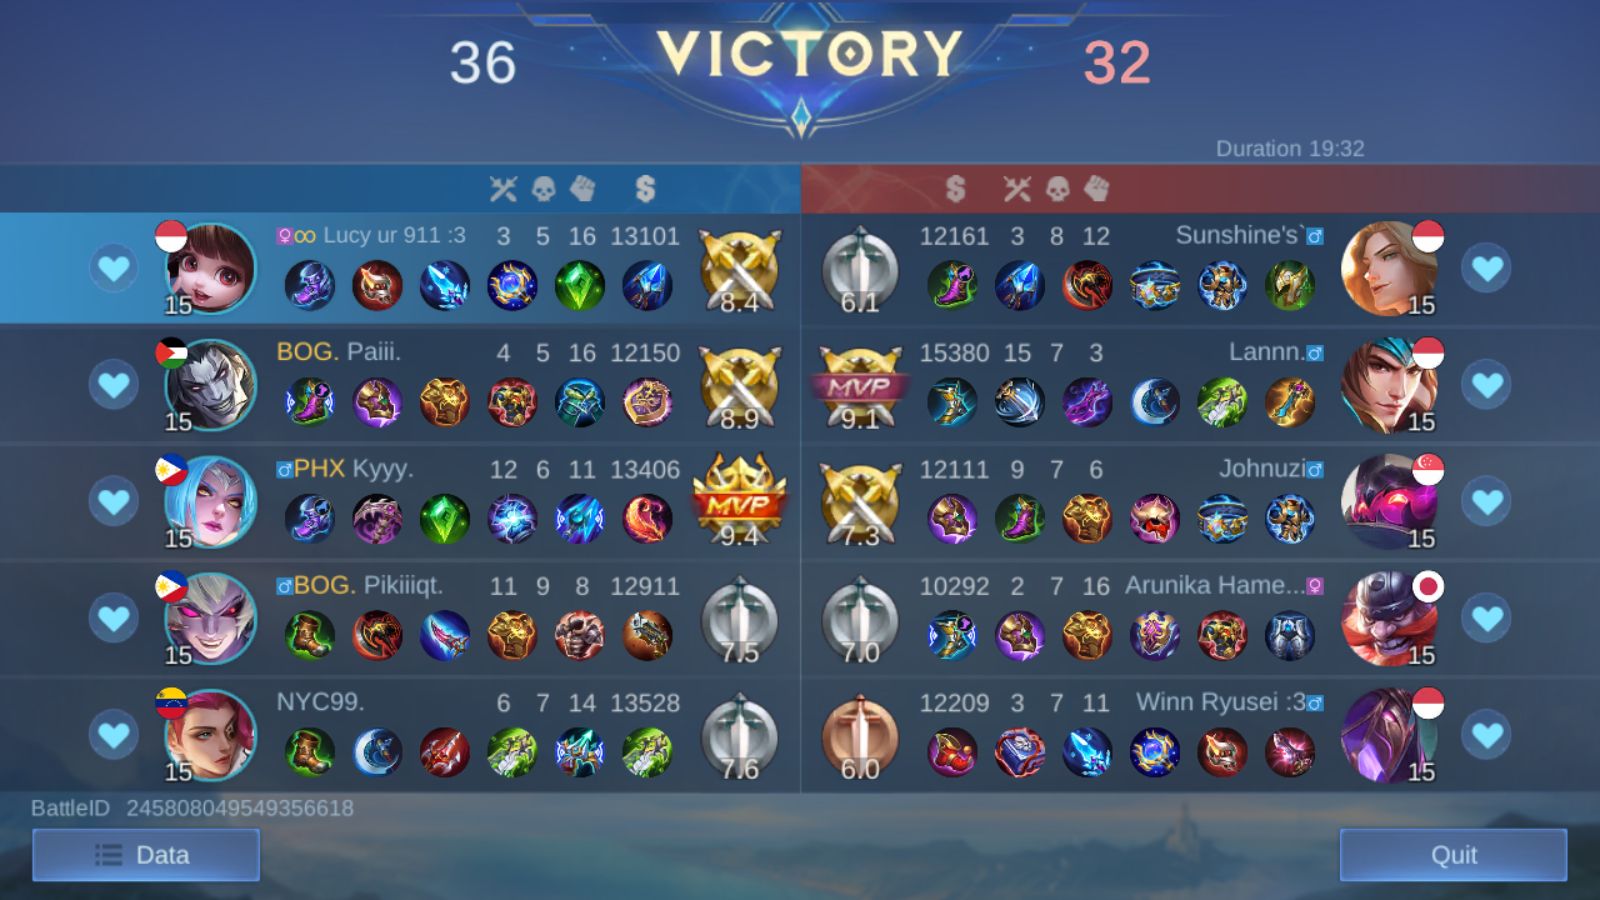 36 VICTORY 32
Duration 19:32
♀∞ Lucy ur 911 :3 3 5 16 13101
15 8.4
12161 3 8 12 Sunshine's`♂
6.1 15
BOG. Paiii. 4 5 16 12150
15 8.9
15380 15 7 3 Lannn.♂
MVP 9.1 15
♂PHX Kyyy. 12 6 11 13406
15 MVP 9.4
12111 9 7 6 Johnuzi♂
7.3 15
♂BOG. Pikiiiqt. 11 9 8 12911
15 7.5
10292 2 7 16 Arunika Hame...♀
7.0 15
NYC99. 6 7 14 13528
15 7.6
12209 3 7 11 Winn Ryusei :3♂
6.0 15
BattleID 245808049549356618
Data
Quit